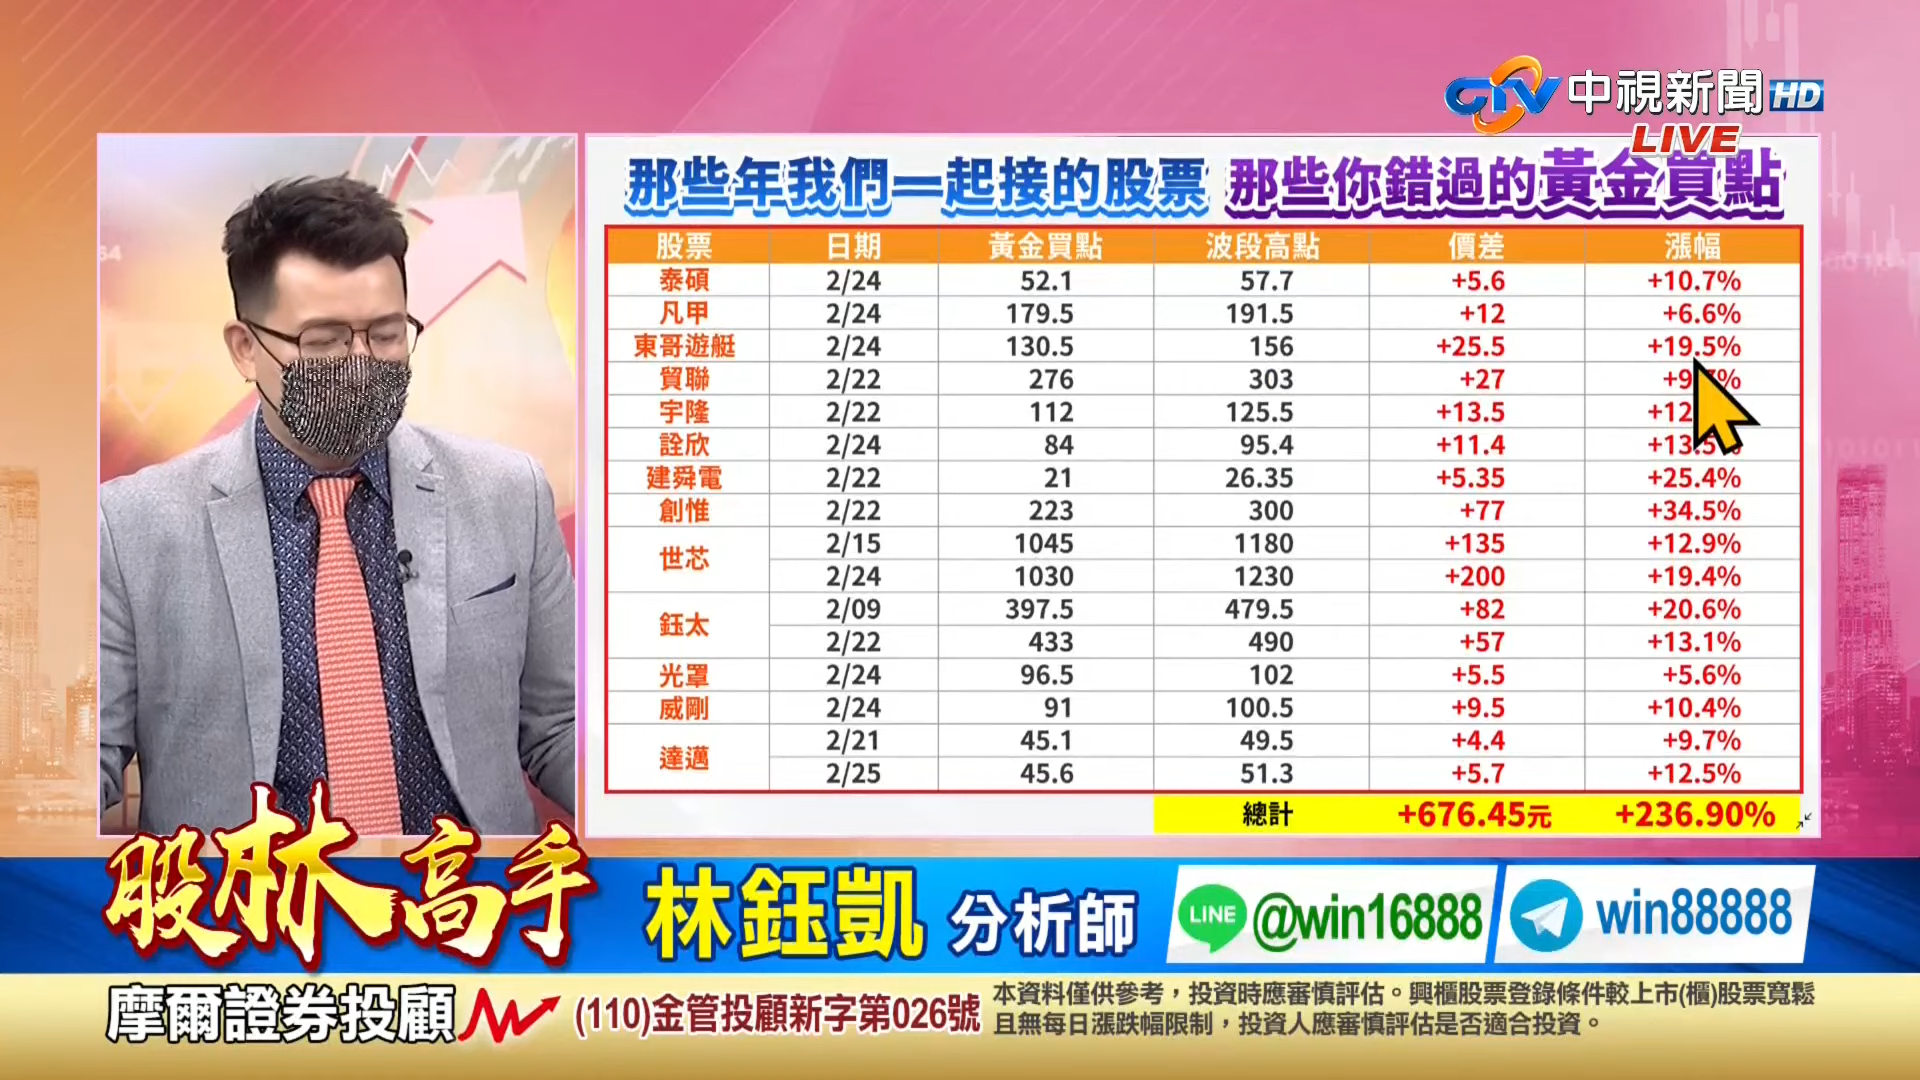 CTV 中視新聞 HD
LIVE
那些年我們一起接的股票 那些你錯過的黃金買點
股票 日期 黃金買點 波段高點 價差 漲幅
泰碩 2/24 52.1 57.7 +5.6 +10.7%
凡甲 2/24 179.5 191.5 +12 +6.6%
東哥遊艇 2/24 130.5 156 +25.5 +19.5%
貿聯 2/22 276 303 +27
宇隆 2/22 112 125.5 +13.5
詮欣 2/24 84 95.4 +11.4
建舜電 2/22 21 26.35 +5.35 +25.4%
創惟 2/22 223 300 +77 +34.5%
世芯 2/15 1045 1180 +135 +12.9%
2/24 1030 1230 +200 +19.4%
鈺太 2/09 397.5 479.5 +82 +20.6%
2/22 433 490 +57 +13.1%
光罩 2/24 96.5 102 +5.5 +5.6%
威剛 2/24 91 100.5 +9.5 +10.4%
達邁 2/21 45.1 49.5 +4.4 +9.7%
2/25 45.6 51.3 +5.7 +12.5%
總計 +676.45元 +236.90%
股林高手
林鈺凱 分析師
LINE @win16888
win88888
摩爾證券投顧
(110)金管投顧新字第026號
本資料僅供參考，投資時應審慎評估。興櫃股票登錄條件較上市(櫃)股票寬鬆
且無每日漲跌幅限制，投資人應審慎評估是否適合投資。